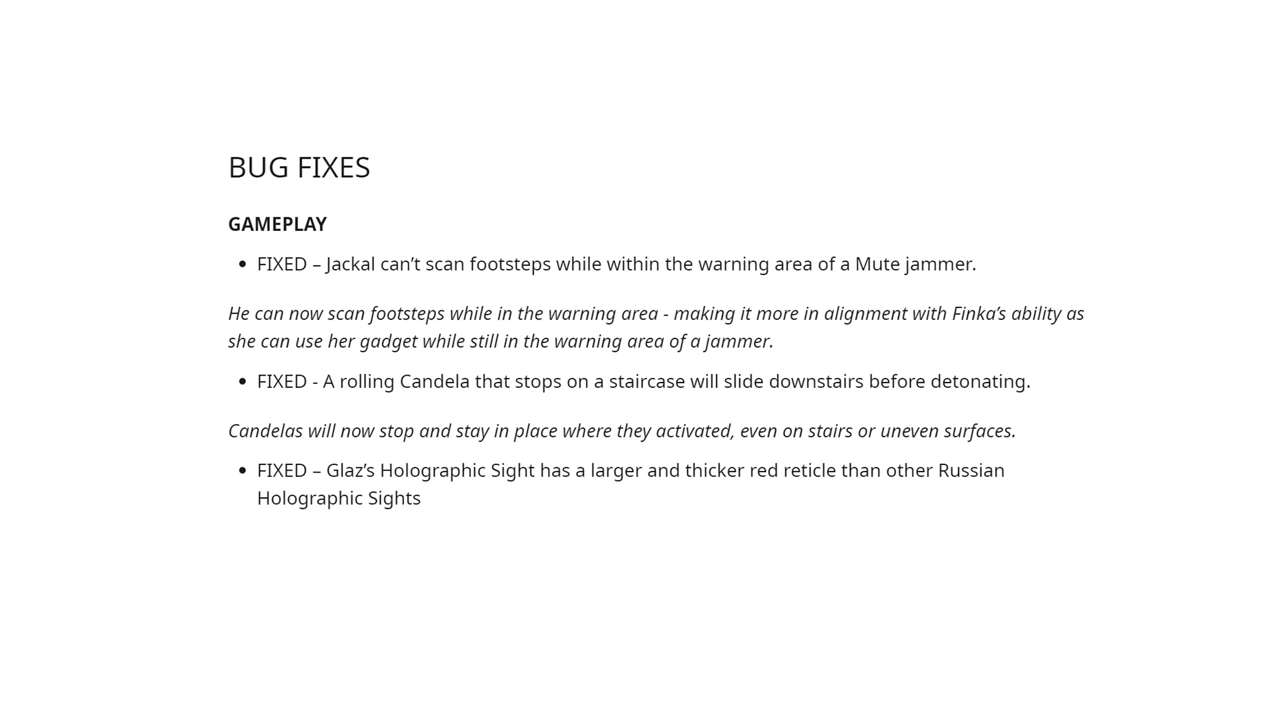 BUG FIXES
GAMEPLAY
• FIXED – Jackal can’t scan footsteps while within the warning area of a Mute jammer.
He can now scan footsteps while in the warning area - making it more in alignment with Finka’s ability as
she can use her gadget while still in the warning area of a jammer.
• FIXED - A rolling Candela that stops on a staircase will slide downstairs before detonating.
Candelas will now stop and stay in place where they activated, even on stairs or uneven surfaces.
• FIXED – Glaz’s Holographic Sight has a larger and thicker red reticle than other Russian
Holographic Sights